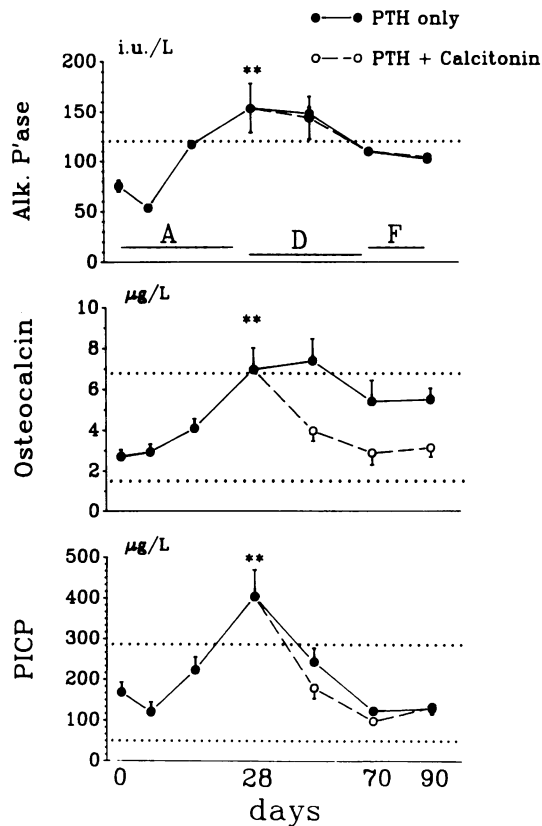 PTH only
PTH + Calcitonin
i.u./L
**
200
150
100
50
0
Alk. P'ase
A
D
F
μg/L
**
10
8
6
4
2
0
Osteocalcin
μg/L
**
500
400
300
200
100
0
PICP
0 28 70 90
days